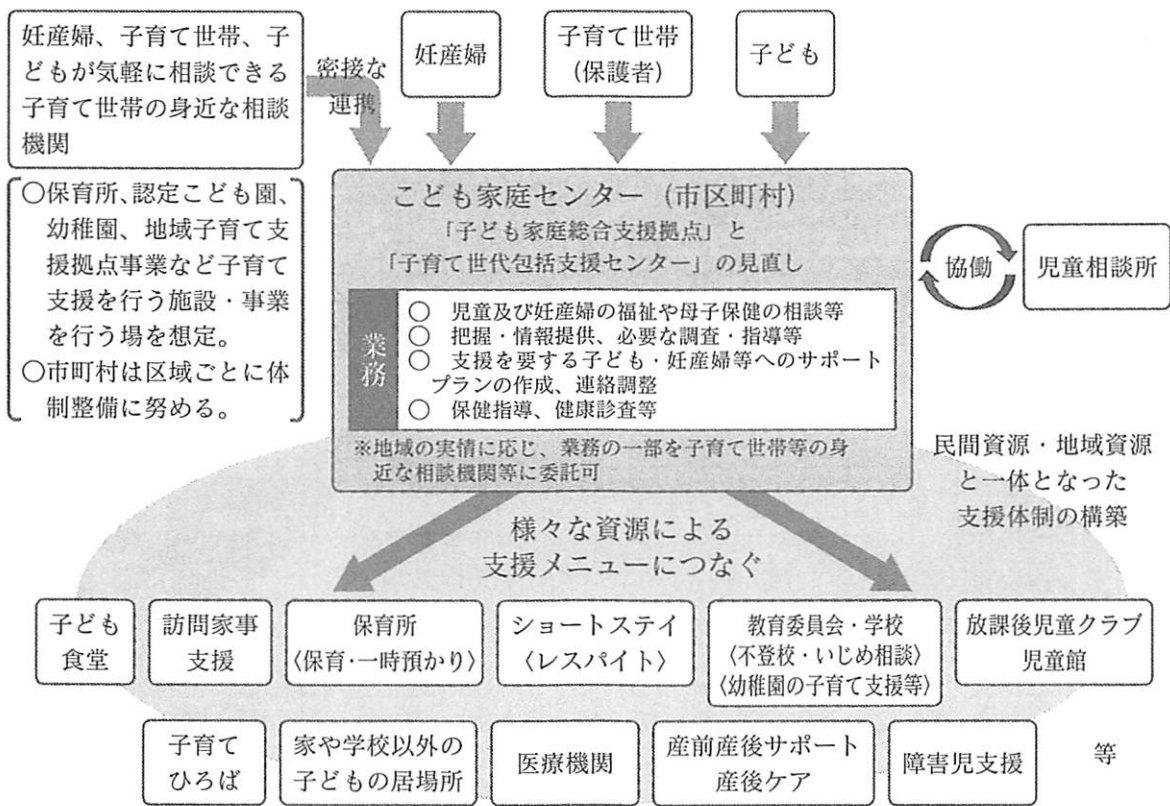 妊産婦、子育て世帯、子
どもが気軽に相談できる
子育て世帯の身近な相談
機関
密接な
連携
妊産婦
子育て世帯
(保護者)
子ども
○保育所、認定こども園、
幼稚園、地域子育て支
援拠点事業など子育て
支援を行う施設・事業
を行う場を想定。
○市町村は区域ごとに体
制整備に努める。
こども家庭センター（市区町村）
「子ども家庭総合支援拠点」と
「子育て世代包括支援センター」の見直し
業務
○ 児童及び妊産婦の福祉や母子保健の相談等
○ 把握・情報提供、必要な調査・指導等
○ 支援を要する子ども・妊産婦等へのサポート
プランの作成、連絡調整
○ 保健指導、健康診査等
※地域の実情に応じ、業務の一部を子育て世帯等の身
近な相談機関等に委託可
協働
児童相談所
民間資源・地域資源
と一体となった
支援体制の構築
様々な資源による
支援メニューにつなぐ
子ども
食堂
訪問家事
支援
保育所
〈保育・一時預かり〉
ショートステイ
〈レスパイト〉
教育委員会・学校
〈不登校・いじめ相談〉
〈幼稚園の子育て支援等〉
放課後児童クラブ
児童館
子育て
ひろば
家や学校以外の
子どもの居場所
医療機関
産前産後サポート
産後ケア
障害児支援
等